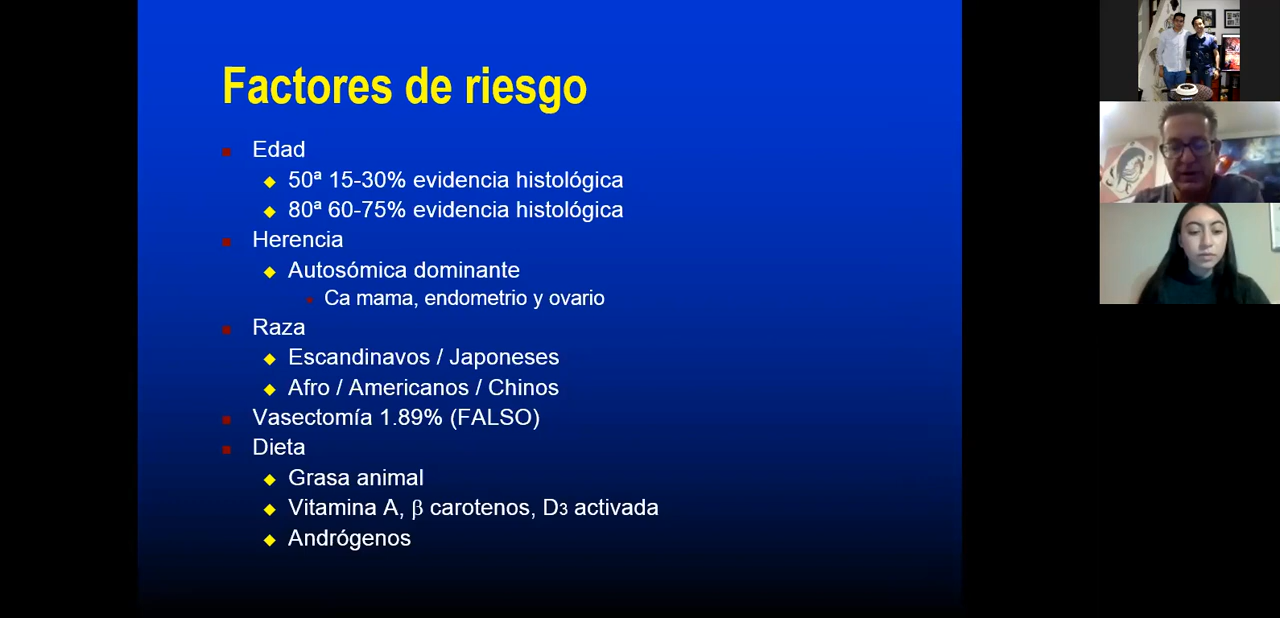 Factores de riesgo
Edad
50ª 15-30% evidencia histológica
80ª 60-75% evidencia histológica
Herencia
Autosómica dominante
Ca mama, endometrio y ovario
Raza
Escandinavos / Japoneses
Afro / Americanos / Chinos
Vasectomía 1.89% (FALSO)
Dieta
Grasa animal
Vitamina A, β carotenos, D3 activada
Andrógenos